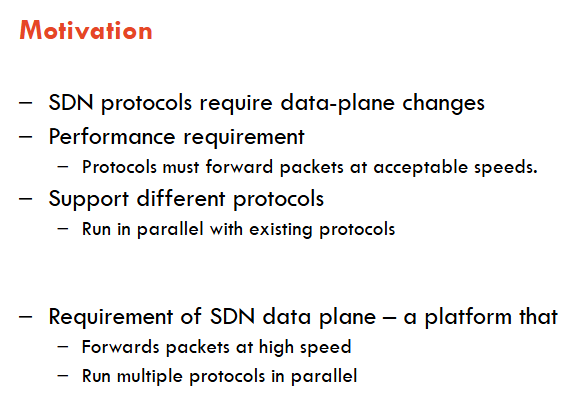 Motivation
– SDN protocols require data-plane changes
– Performance requirement
– Protocols must forward packets at acceptable speeds.
– Support different protocols
– Run in parallel with existing protocols
– Requirement of SDN data plane – a platform that
– Forwards packets at high speed
– Run multiple protocols in parallel